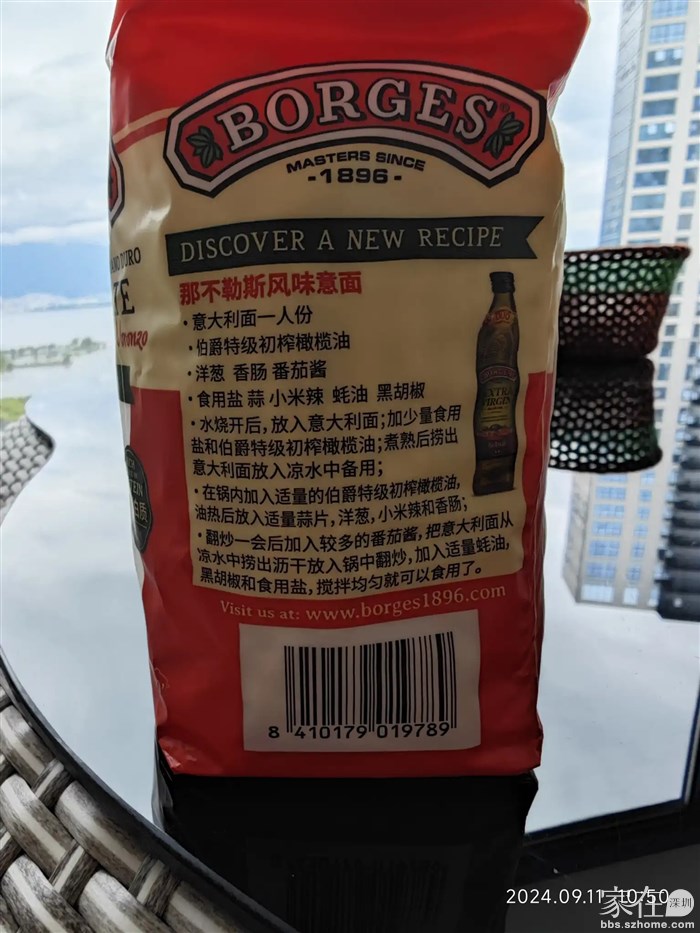 BORGES
MASTERS SINCE
-1896-
DISCOVER A NEW RECIPE
那不勒斯风味意面
·意大利面一人份
·伯爵特级初榨橄榄油
·洋葱 香肠 番茄酱
·食用盐 蒜 小米辣 蚝油 黑胡椒
·水烧开后,放入意大利面;加少量食用
盐和伯爵特级初榨橄榄油;煮熟后捞出
意大利面放入凉水中备用;
·在锅内加入适量的伯爵特级初榨橄榄油,
油热后放入适量蒜片,洋葱,小米辣和香肠;
·翻炒一会后加入较多的番茄酱,把意大利面从
凉水中捞出沥干放入锅中翻炒,加入适量蚝油,
黑胡椒和食用盐,搅拌均匀就可以食用了。
EXTRA
VIRGEN
Visit us at: www.borges1896.com
8 410179 019789
2024.09.11 10:50
家在深圳
bbs.szhome.com